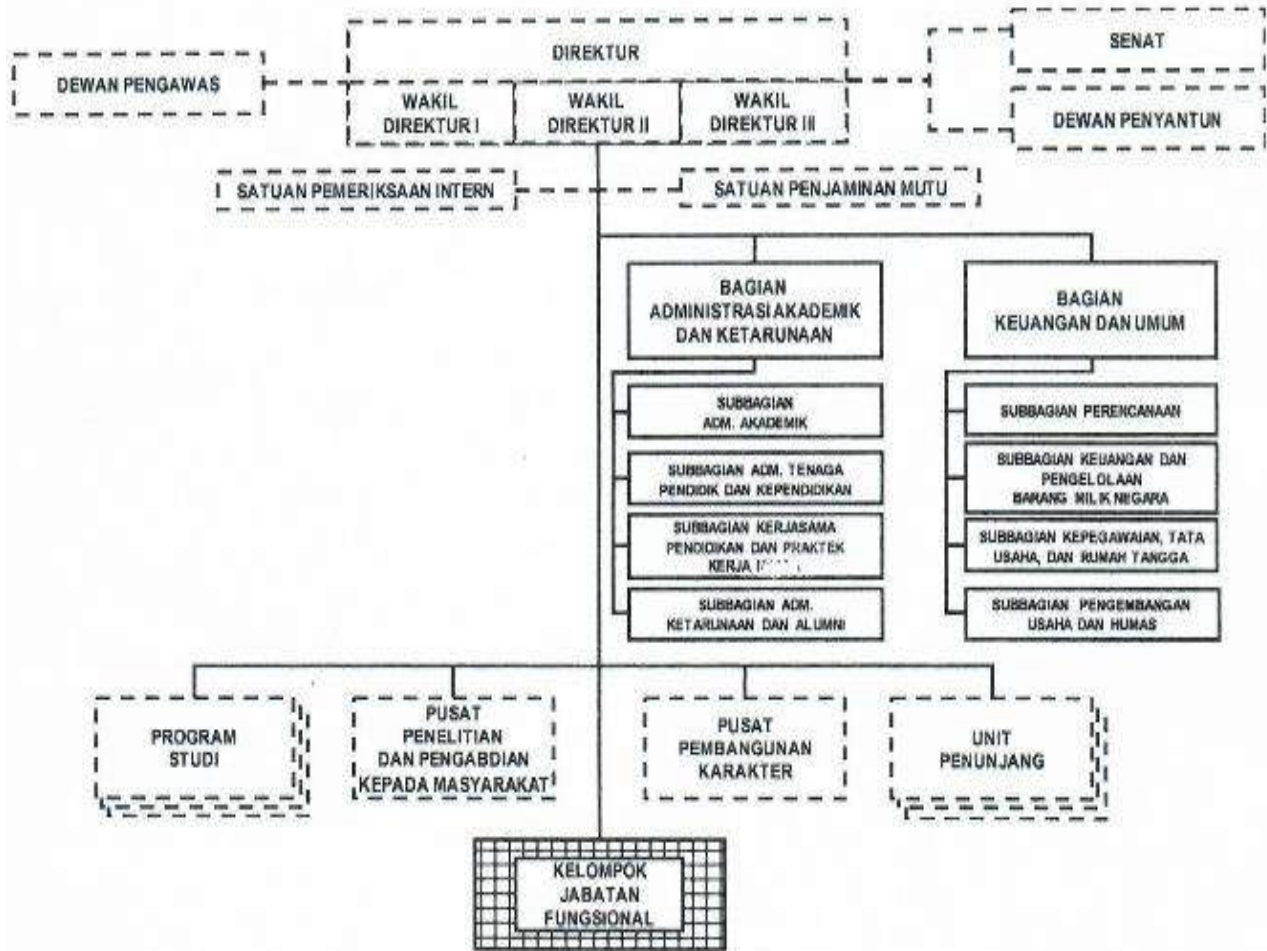 DIREKTUR
SENAT
DEWAN PENGAWAS
WAKIL
DIREKTUR I
WAKIL
DIREKTUR II
WAKIL
DIREKTUR III
DEWAN PENYANTUN
SATUAN PEMERIKSAAN INTERN
SATUAN PENJAMINAN MUTU
BAGIAN
ADMINISTRASI AKADEMIK
DAN KETARUNAAN
BAGIAN
KEUANGAN DAN UMUM
SUBBAGIAN
ADM. AKADEMIK
SUBBAGIAN ADM. TENAGA
PENDIDIK DAN KEPENDIDIKAN
SUBBAGIAN KERJASAMA
PENDIDIKAN DAN PRAKTEK
KERJA
SUBBAGIAN ADM.
KETARUNAAN DAN ALUMNI
SUBBAGIAN PERENCANAAN
SUBBAGIAN KEUANGAN DAN
PENGELOLAAN
BARANG MILIK NEGARA
SUBBAGIAN KEPEGAWAIAN, TATA
USAHA, DAN RUMAH TANGGA
SUBBAGIAN PENGEMBANGAN
USAHA DAN HUMAS
PROGRAM
STUDI
PUSAT
PENELITIAN
DAN PENGABDIAN
KEPADA MASYARAKAT
PUSAT
PEMBANGUNAN
KARAKTER
UNIT
PENUNJANG
KELOMPOK
JABATAN
FUNGSIONAL